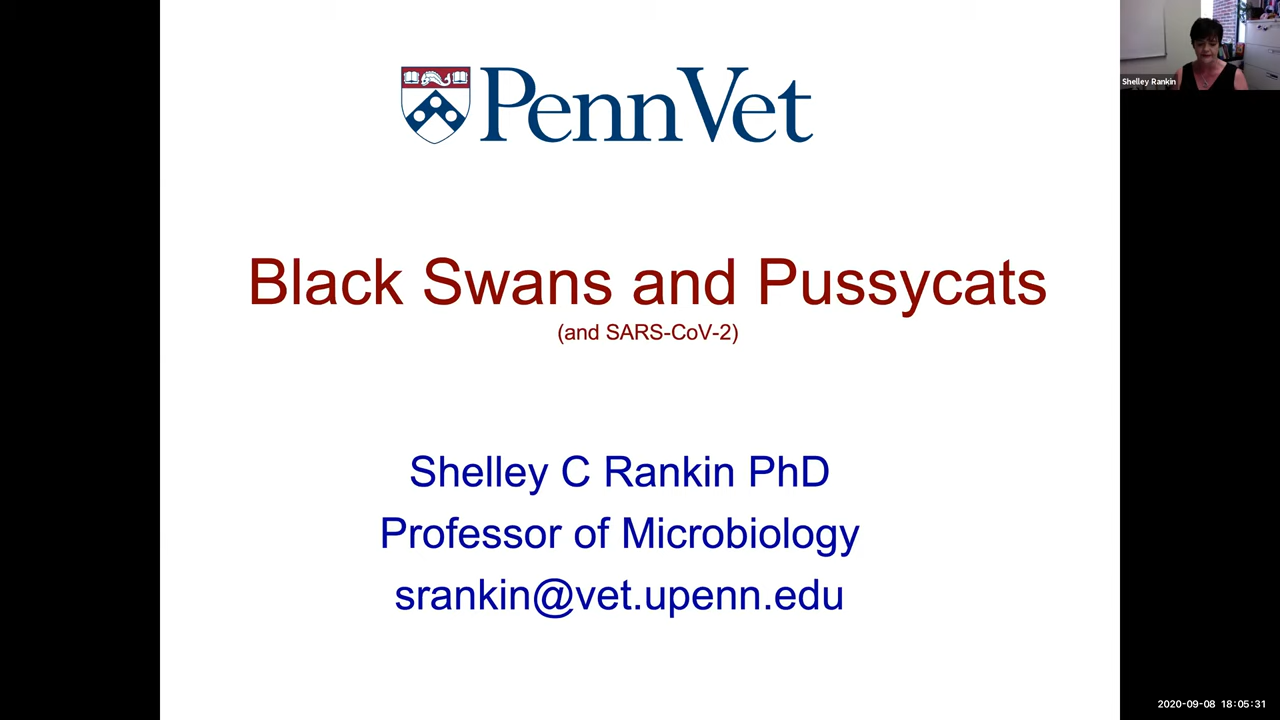 PennVet
Shelley Rankin
Black Swans and Pussycats
(and SARS-CoV-2)
Shelley C Rankin PhD
Professor of Microbiology
srankin@vet.upenn.edu
2020-09-08 18:05:31